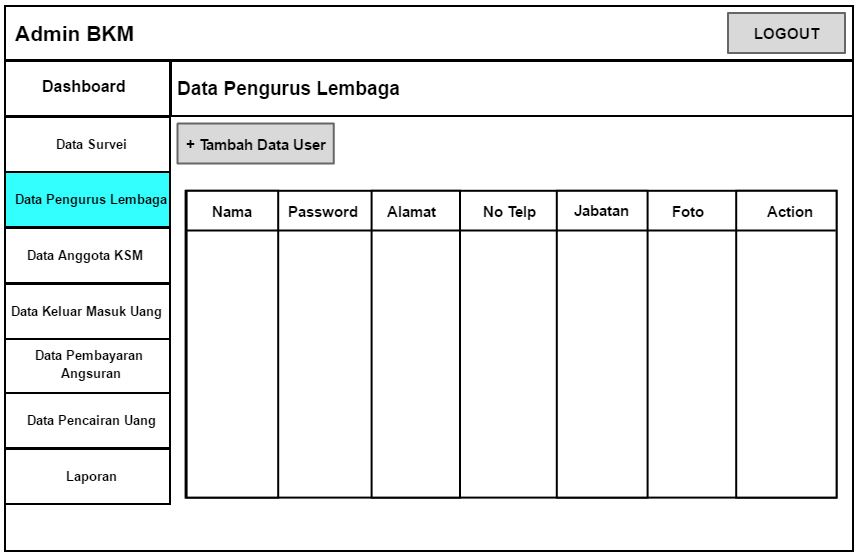 Admin BKM
LOGOUT
Dashboard
Data Pengurus Lembaga
Data Survei
+ Tambah Data User
Data Pengurus Lembaga
Nama
Password
Alamat
No Telp
Jabatan
Foto
Action
Data Anggota KSM
Data Keluar Masuk Uang
Data Pembayaran
Angsuran
Data Pencairan Uang
Laporan